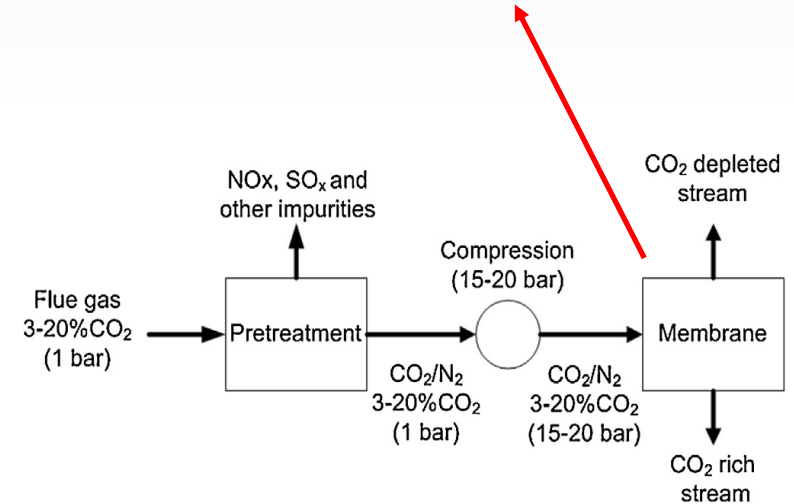 NOx, SOₓ and
other impurities
CO₂ depleted
stream
Compression
(15-20 bar)
Flue gas
3-20%CO₂
(1 bar)
Pretreatment
Membrane
CO₂/N₂
3-20%CO₂
(1 bar)
CO₂/N₂
3-20%CO₂
(15-20 bar)
CO₂ rich
stream